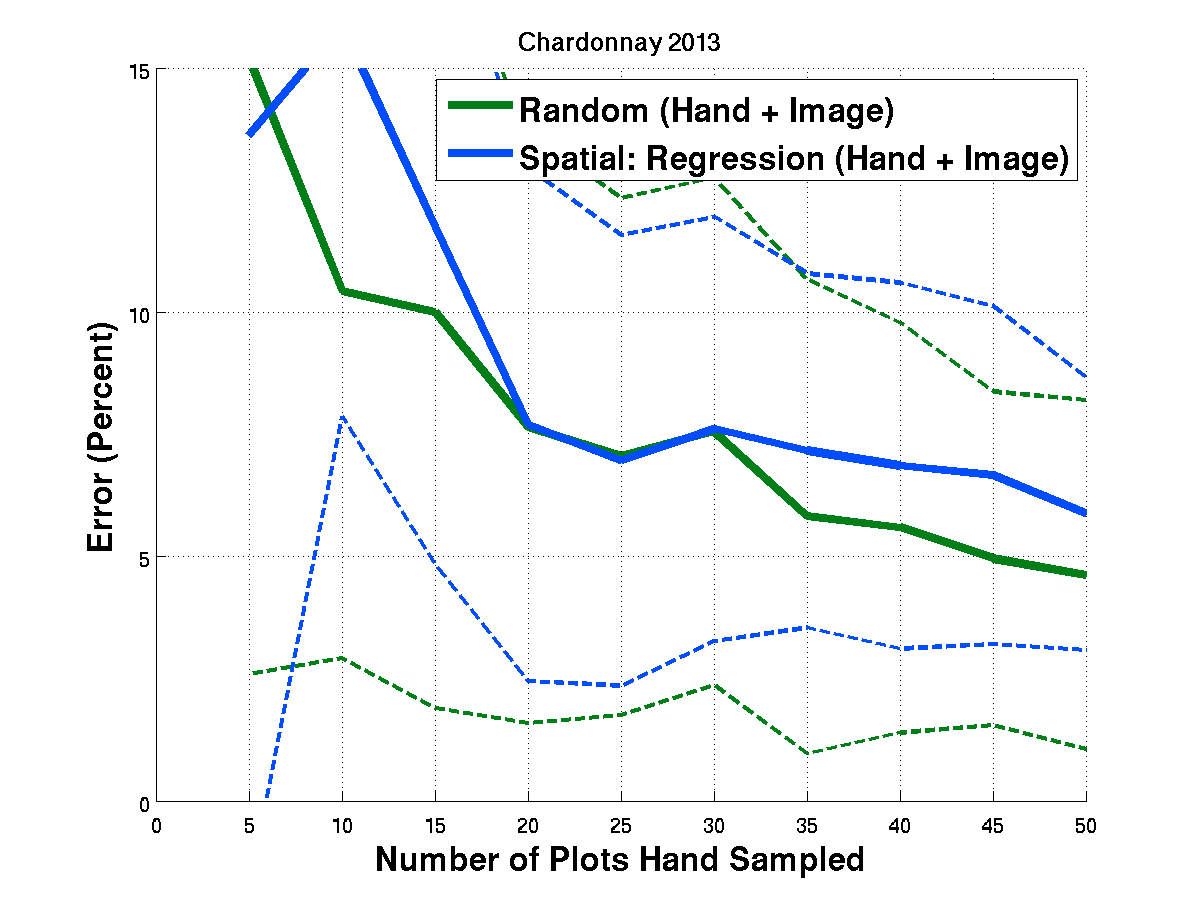 Chardonnay 2013
15
10
5
0
Error (Percent)
Random (Hand + Image)
Spatial: Regression (Hand + Image)
0 5 10 15 20 25 30 35 40 45 50
Number of Plots Hand Sampled